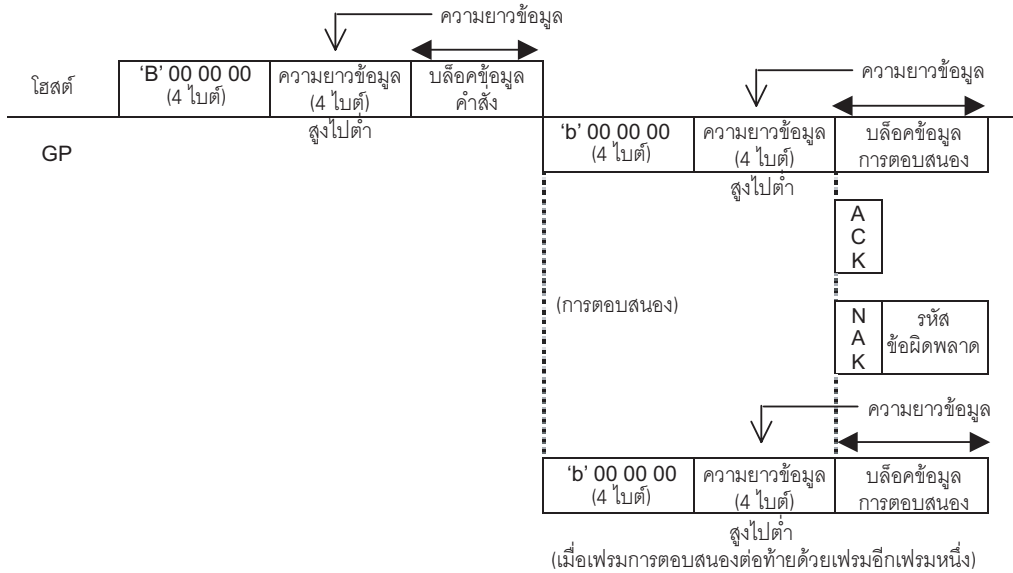 ความยาวข้อมูล
โฮสต์
'B' 00 00 00
(4 ไบต์)
ความยาวข้อมูล
(4 ไบต์)
สูงไปต่ำ
บล็อคข้อมูล
คำสั่ง
ความยาวข้อมูล
GP
'b' 00 00 00
(4 ไบต์)
ความยาวข้อมูล
(4 ไบต์)
สูงไปต่ำ
บล็อคข้อมูล
การตอบสนอง
A
C
K
(การตอบสนอง)
N
A
K
รหัส
ข้อผิดพลาด
ความยาวข้อมูล
'b' 00 00 00
(4 ไบต์)
ความยาวข้อมูล
(4 ไบต์)
สูงไปต่ำ
บล็อคข้อมูล
การตอบสนอง
(เมื่อเฟรมการตอบสนองต่อท้ายด้วยเฟรมอีกเฟรมหนึ่ง)